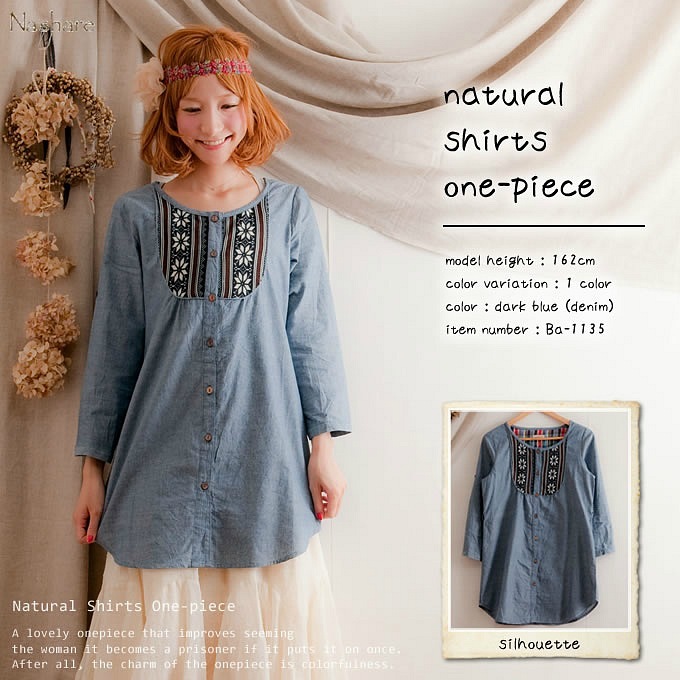 Nashare
natural
shirts
one-piece
model height : 162cm
color variation : 1 color
color : dark blue (denim)
item number : Ba-1135
Silhouette
Natural Shirts One-piece
A lovely onepiece that improves seeming
the woman it becomes a prisoner if it puts it on once.
After all, the charm of the onepiece is colorfulness.